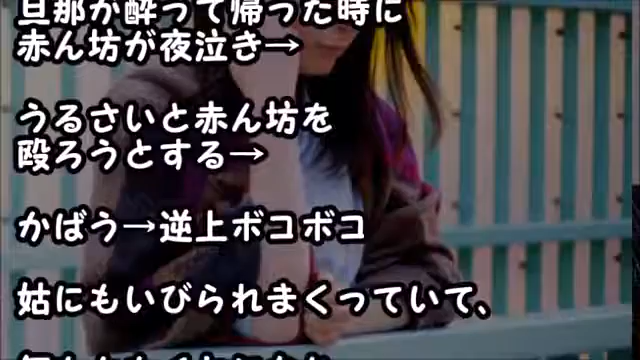 旦那が酔って帰った時に
赤ん坊が夜泣き→
うるさいと赤ん坊を
殴ろうとする→
かばう→逆上ボコボコ
姑にもいびられまくっていて、